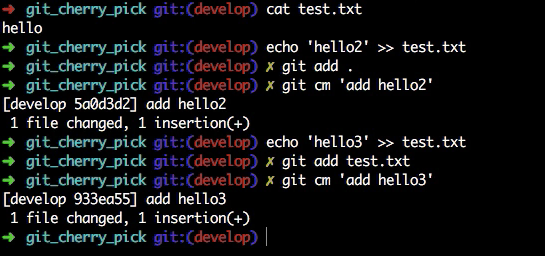 ➜ git_cherry_pick git:(develop) cat test.txt
hello
➜ git_cherry_pick git:(develop) echo 'hello2' >> test.txt
➜ git_cherry_pick git:(develop) ✗ git add .
➜ git_cherry_pick git:(develop) ✗ git cm 'add hello2'
[develop 5a0d3d2] add hello2
 1 file changed, 1 insertion(+)
➜ git_cherry_pick git:(develop) echo 'hello3' >> test.txt
➜ git_cherry_pick git:(develop) ✗ git add test.txt
➜ git_cherry_pick git:(develop) ✗ git cm 'add hello3'
[develop 933ea55] add hello3
 1 file changed, 1 insertion(+)
➜ git_cherry_pick git:(develop)